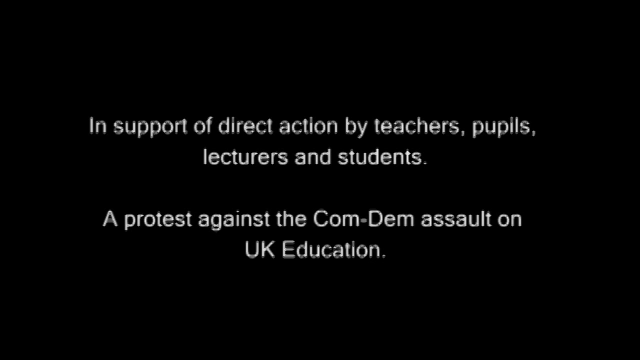 In support of direct action by teachers, pupils,
lecturers and students.
A protest against the Com-Dem assault on
UK Education.